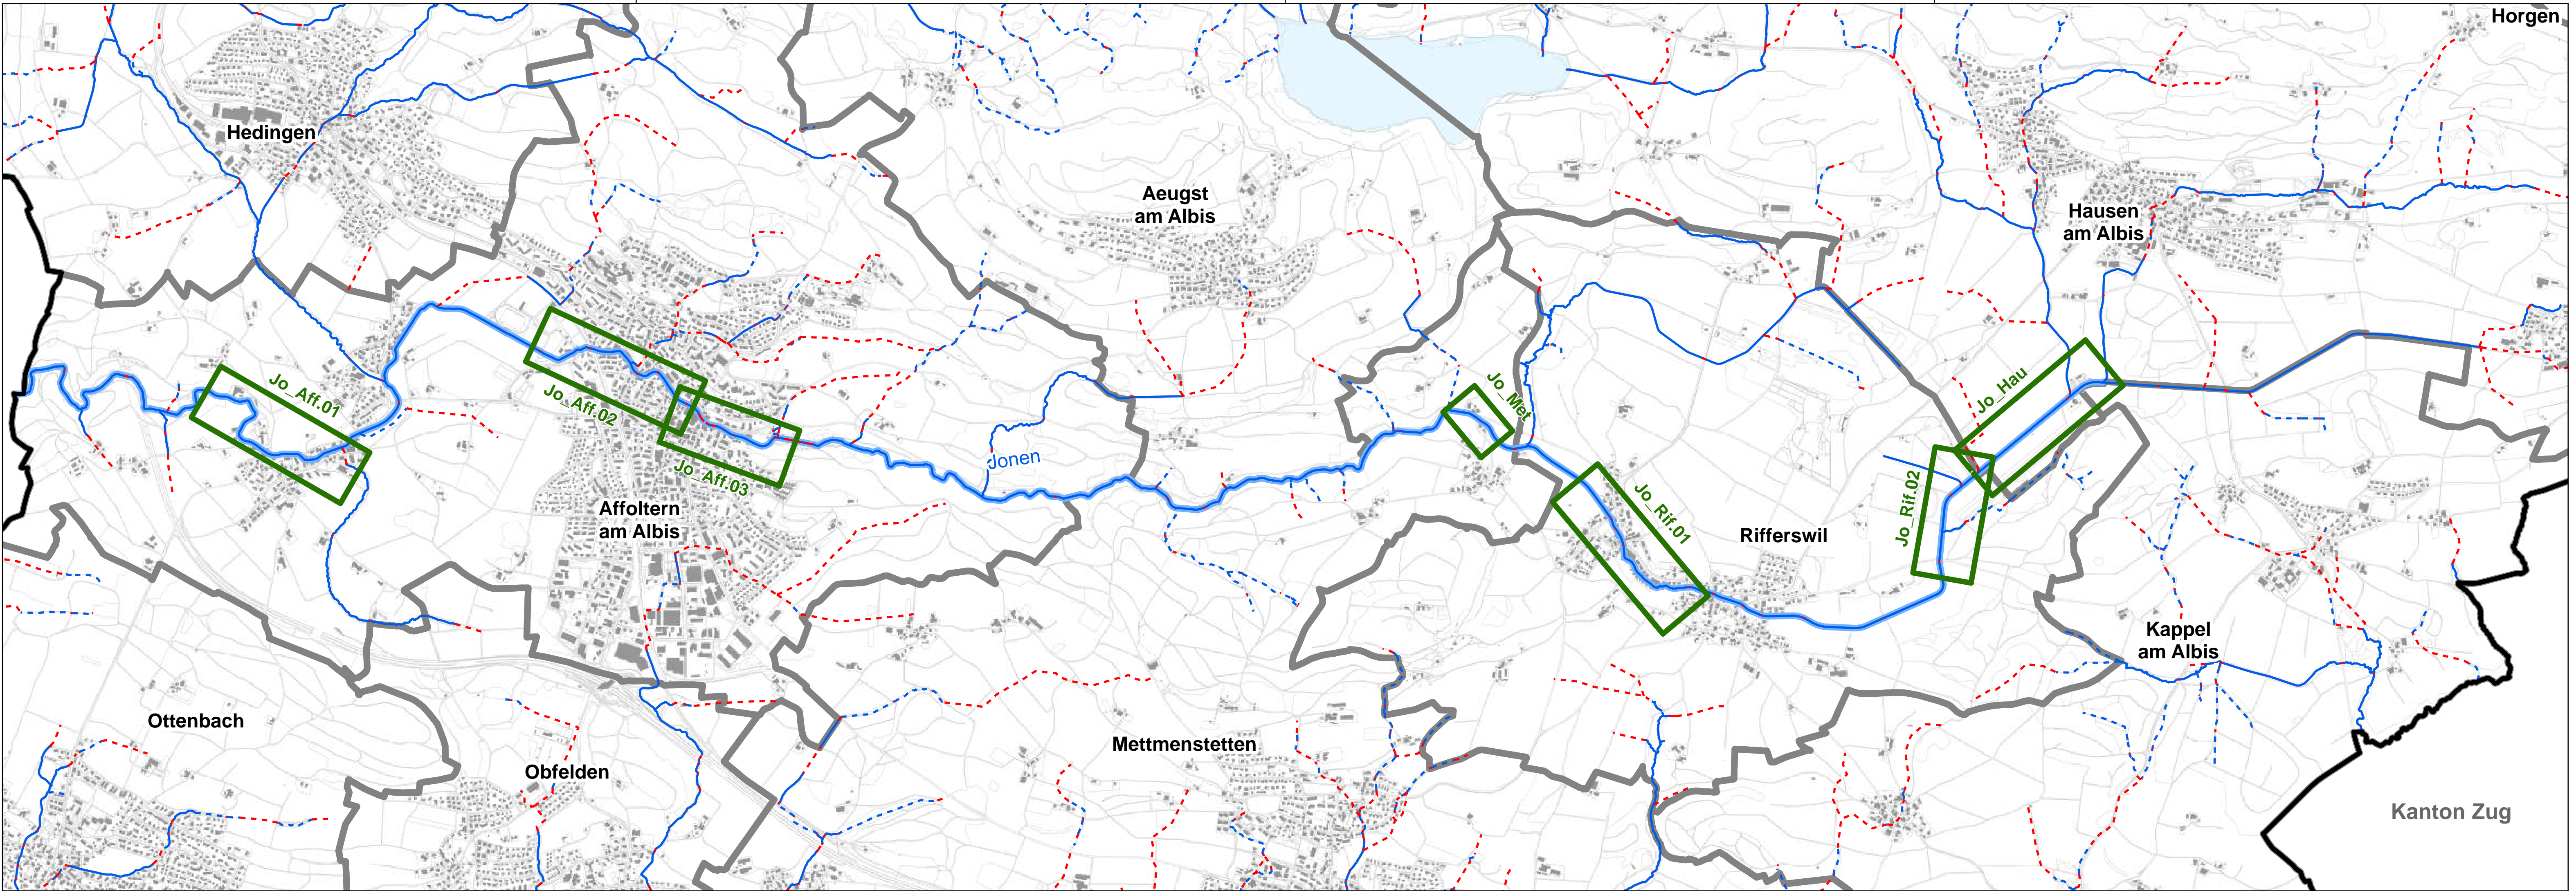 Horgen
Hedingen
Aeugst
am Albis
Hausen
am Albis
Jo_Aff.01
Jo_Aff.02
Jo_Aff.03
Jonen
Jo_Met
Jo_Rif.01
Jo_Rif.02
Jo_Hau
Affoltern
am Albis
Rifferswil
Kappel
am Albis
Ottenbach
Obfelden
Mettmenstetten
Kanton Zug